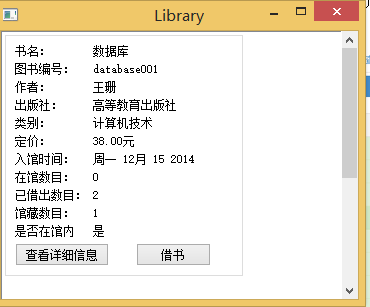 Library
书名： 数据库
图书编号： database001
作者： 王珊
出版社： 高等教育出版社
类别： 计算机技术
定价： 38.00元
入馆时间： 周一 12月 15 2014
在馆数目： 0
已借出数目： 2
馆藏数目： 1
是否在馆内 是
查看详细信息 借书